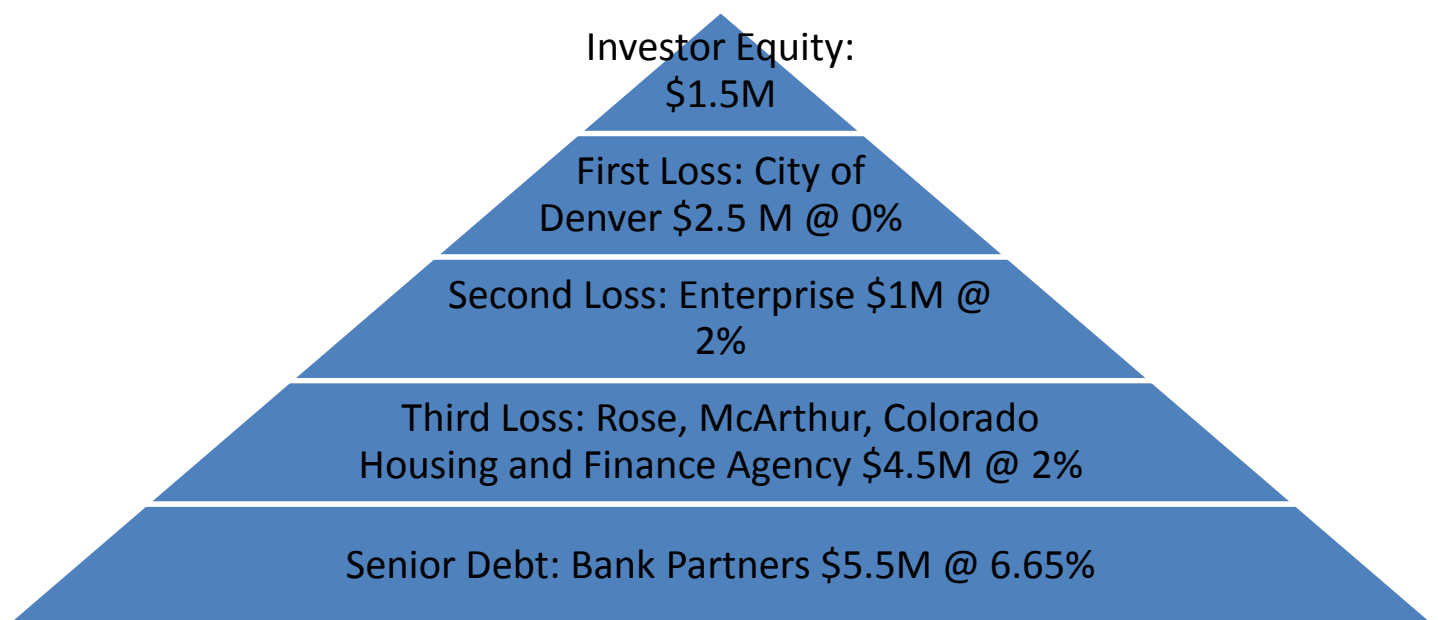 Investor Equity:
$1.5M
First Loss: City of
Denver $2.5 M @ 0%
Second Loss: Enterprise $1M @
2%
Third Loss: Rose, McArthur, Colorado
Housing and Finance Agency $4.5M @ 2%
Senior Debt: Bank Partners $5.5M @ 6.65%